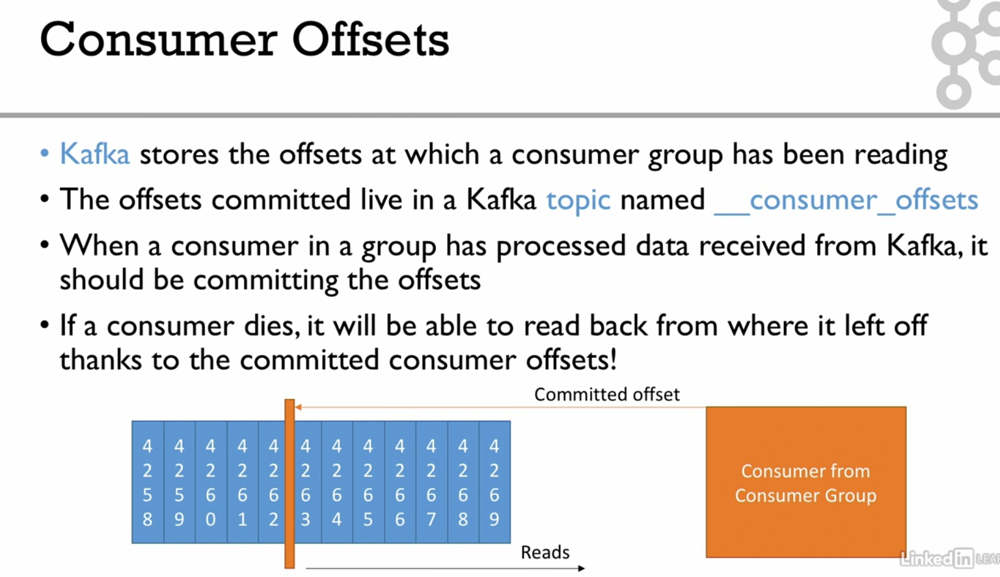 Consumer Offsets
• Kafka stores the offsets at which a consumer group has been reading
• The offsets committed live in a Kafka topic named __consumer_offsets
• When a consumer in a group has processed data received from Kafka, it
should be committing the offsets
• If a consumer dies, it will be able to read back from where it left off
thanks to the committed consumer offsets!
Committed offset
4258 4259 4260 4261 4262 4263 4264 4265 4266 4267 4268 4269
Consumer from
Consumer Group
Reads
Linked in